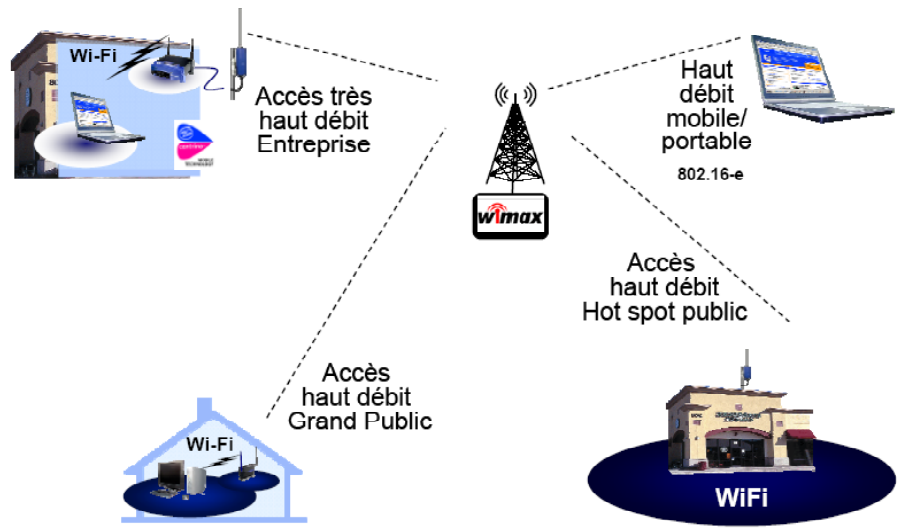 Wi-Fi
Accès très
haut débit
Entreprise
Haut
débit
mobile/
portable
802.16-e
wimax
Accès
haut débit
Hot spot public
Accès
haut débit
Grand Public
Wi-Fi
WiFi